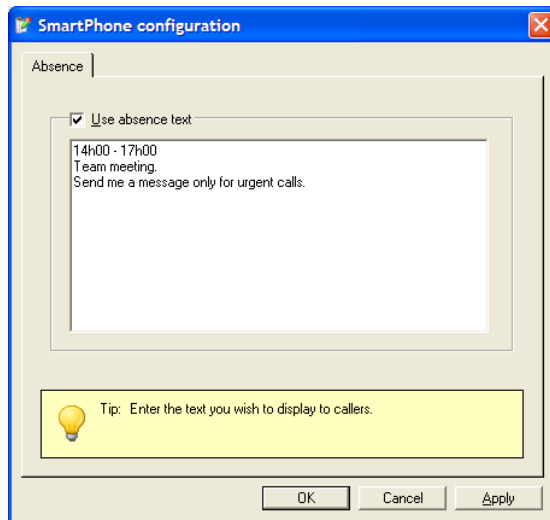 SmartPhone configuration
Absence
Use absence text
14h00 - 17h00
Team meeting.
Send me a message only for urgent calls.
Tip: Enter the text you wish to display to callers.
OK Cancel Apply